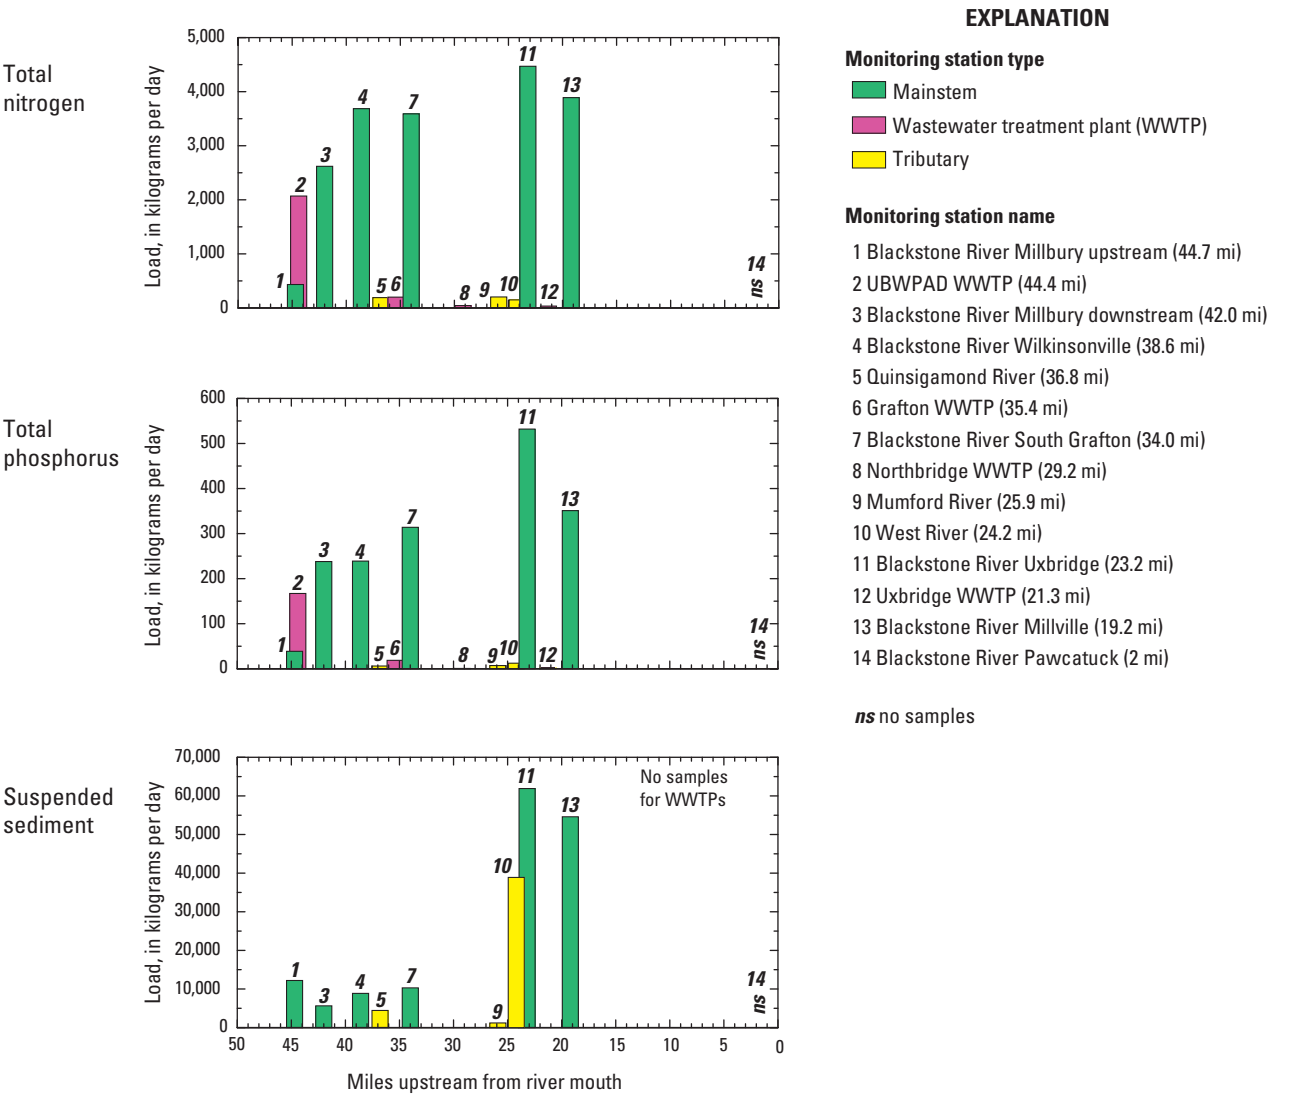 EXPLANATION
Monitoring station type
Mainstem
Wastewater treatment plant (WWTP)
Tributary
Monitoring station name
1 Blackstone River Millbury upstream (44.7 mi)
2 UBWPAD WWTP (44.4 mi)
3 Blackstone River Millbury downstream (42.0 mi)
4 Blackstone River Wilkinsonville (38.6 mi)
5 Quinsigamond River (36.8 mi)
6 Grafton WWTP (35.4 mi)
7 Blackstone River South Grafton (34.0 mi)
8 Northbridge WWTP (29.2 mi)
9 Mumford River (25.9 mi)
10 West River (24.2 mi)
11 Blackstone River Uxbridge (23.2 mi)
12 Uxbridge WWTP (21.3 mi)
13 Blackstone River Millville (19.2 mi)
14 Blackstone River Pawcatuck (2 mi)
ns no samples
Total
nitrogen
Load, in kilograms per day
5,000
4,000
3,000
2,000
1,000
0
1 2 3 4 5 6 7 8 9 10 11 12 13 14
ns
Total
phosphorus
Load, in kilograms per day
600
500
400
300
200
100
0
1 2 3 4 5 6 7 8 9 10 11 12 13 14
ns
Suspended
sediment
Load, in kilograms per day
70,000
60,000
50,000
40,000
30,000
20,000
10,000
0
1 3 4 5 7 9 10 11 13 14
ns
No samples
for WWTPs
50 45 40 35 30 25 20 15 10 5 0
Miles upstream from river mouth